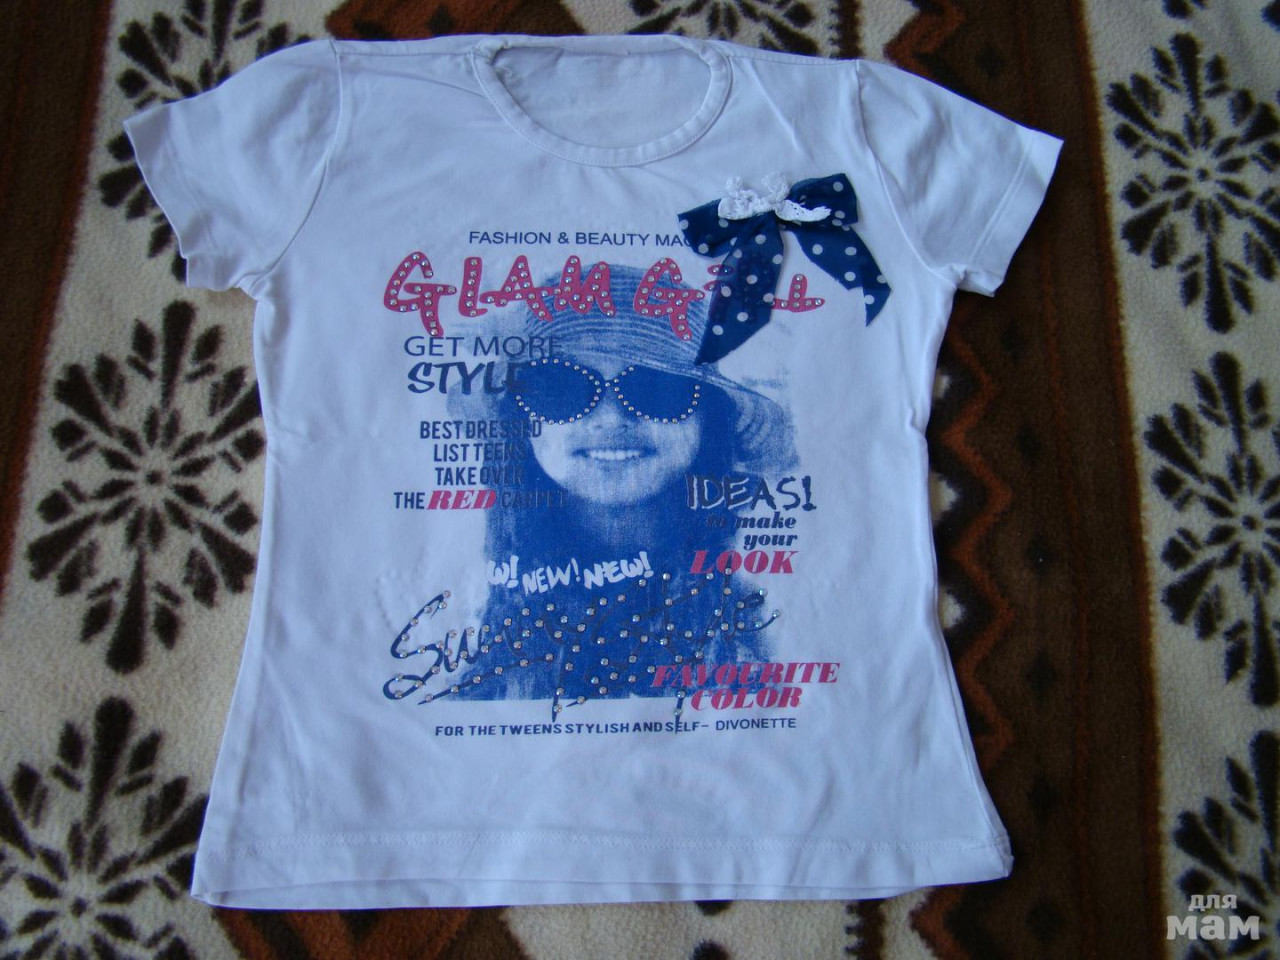 FASHION & BEAUTY MAG
GLAM GIRL
GET MORE
STYLE
BEST DRESSED
LIST TEENS
TAKE OVER
THE RED CARPET
IDEAS!
to make
your
LOOK
W! NEW! NEW!
FAVOURITE
COLOR
FOR THE TWEENS STYLISH AND SELF- DIVONETTE
для
мам